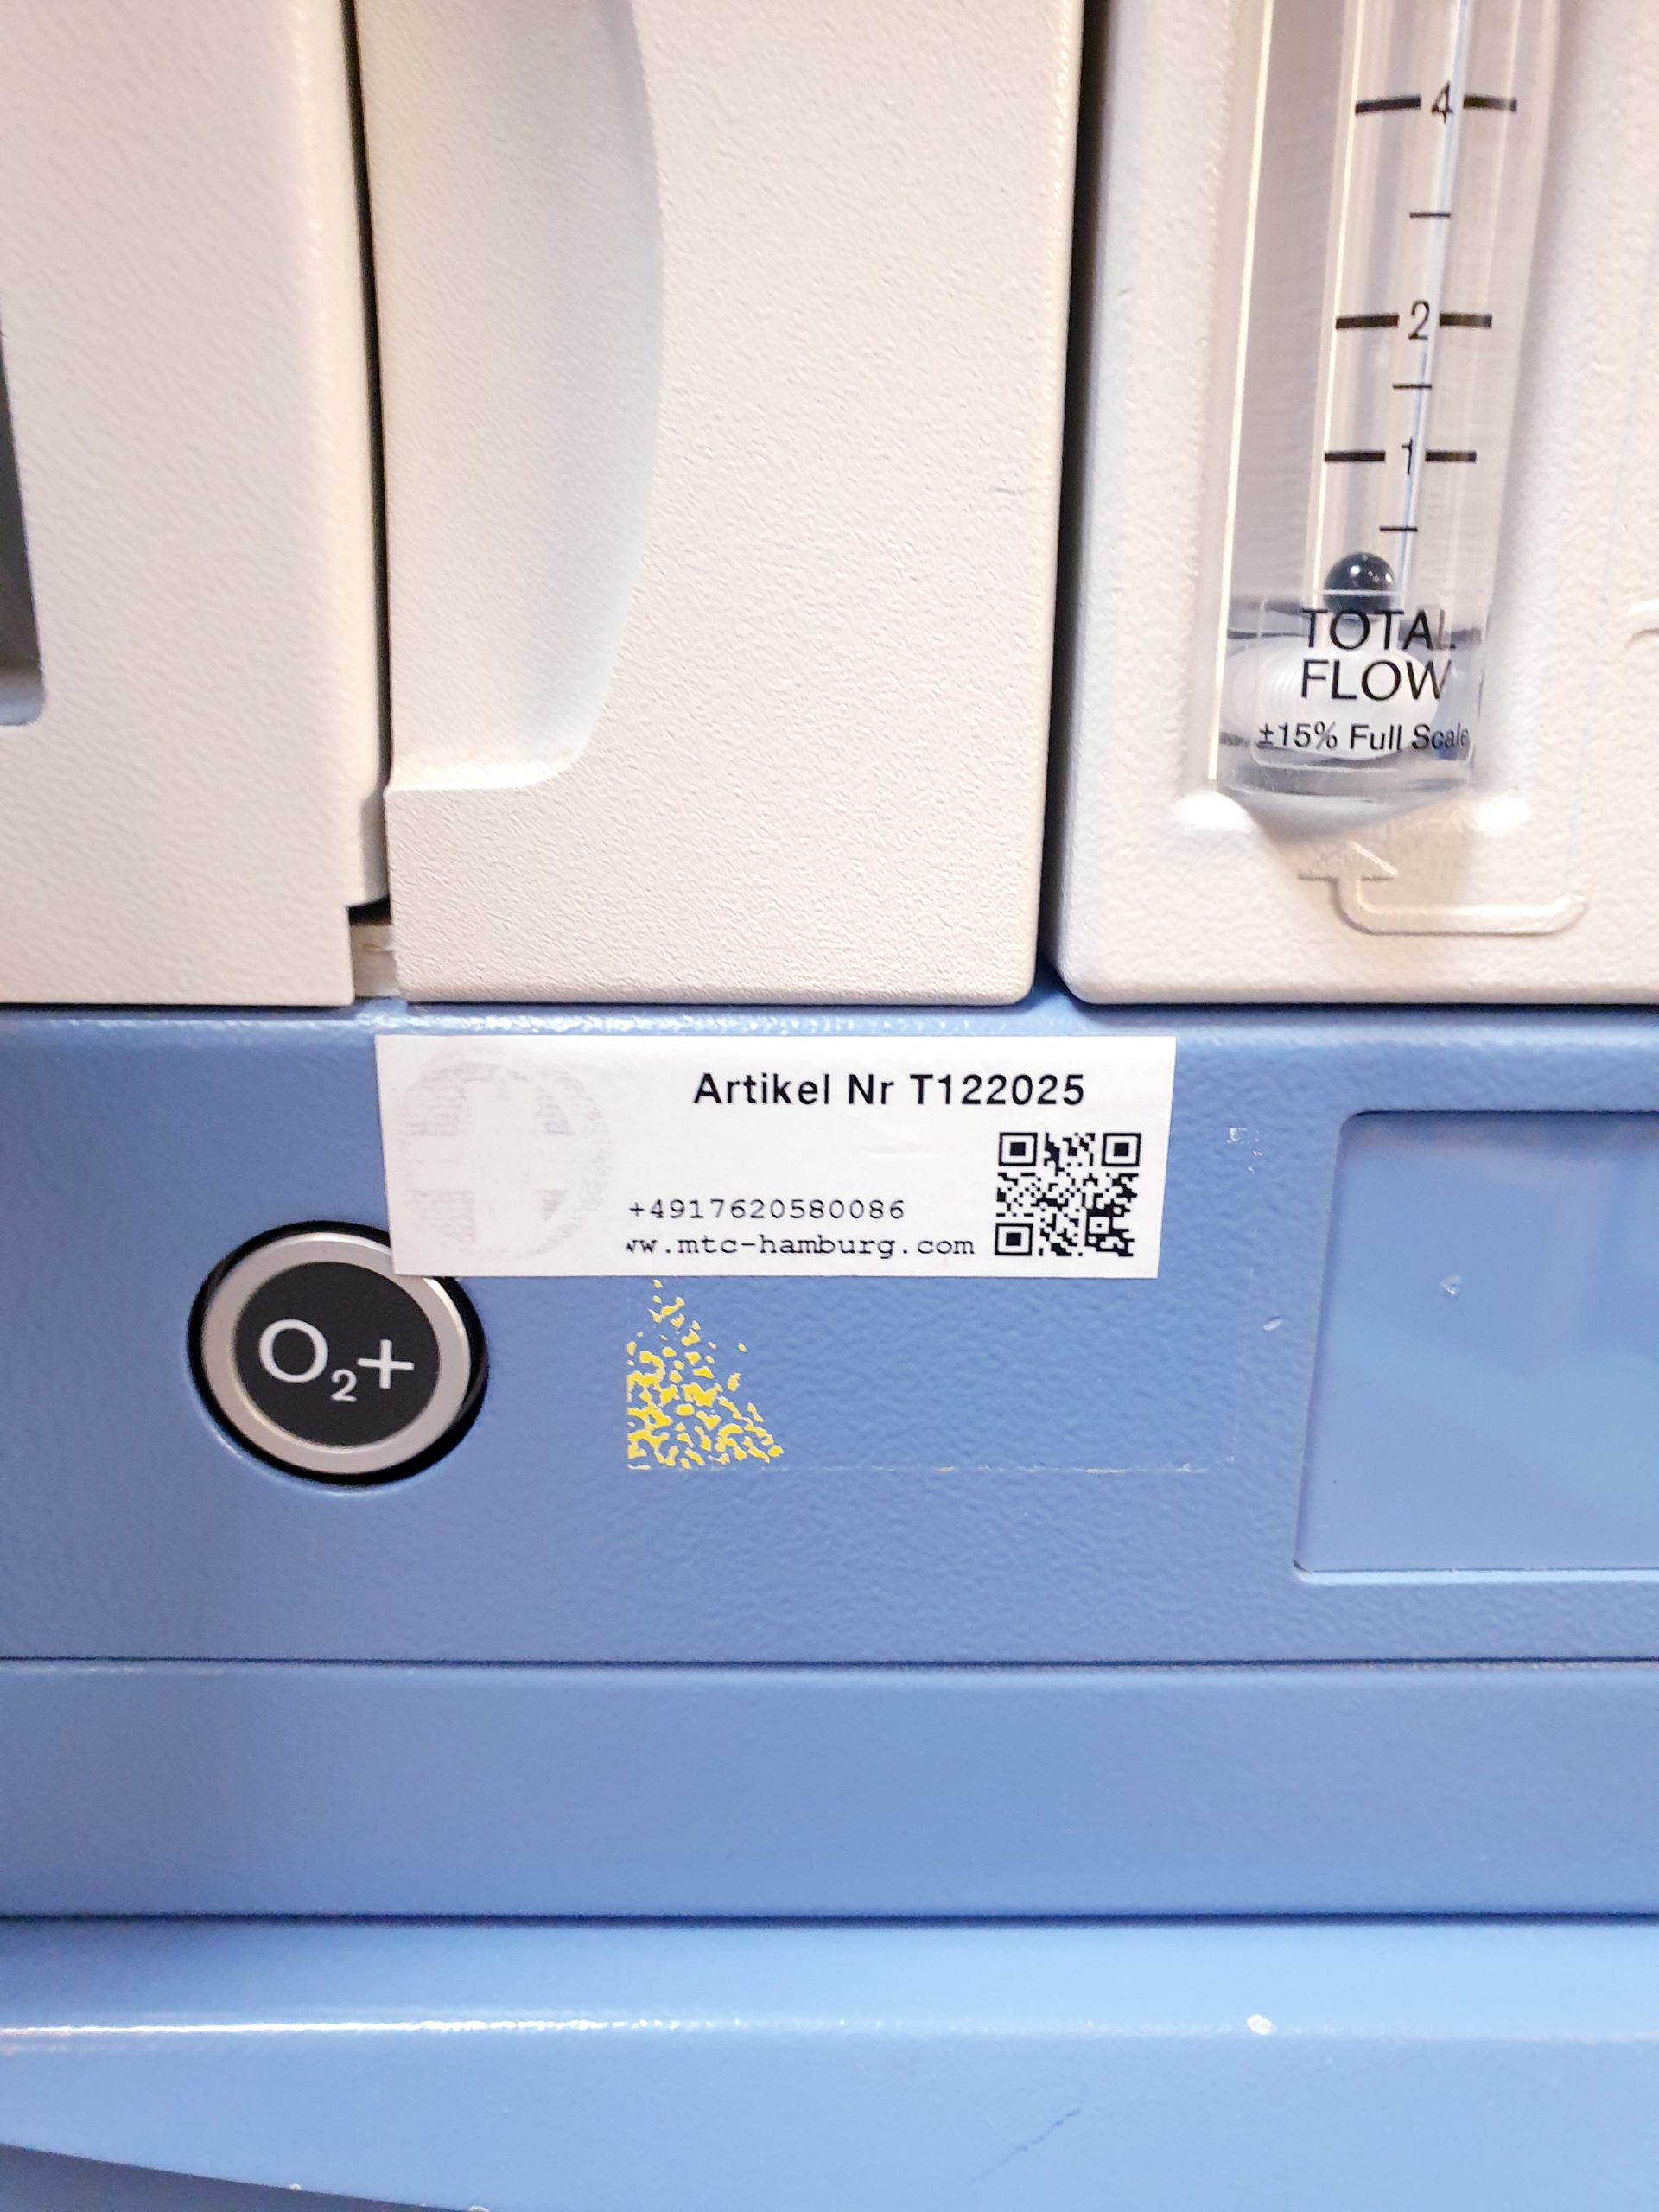 4
2
1
TOTAL
FLOW
±15% Full Scale
Artikel Nr T122025
+4917620580086
ww.mtc-hamburg.com
O₂+